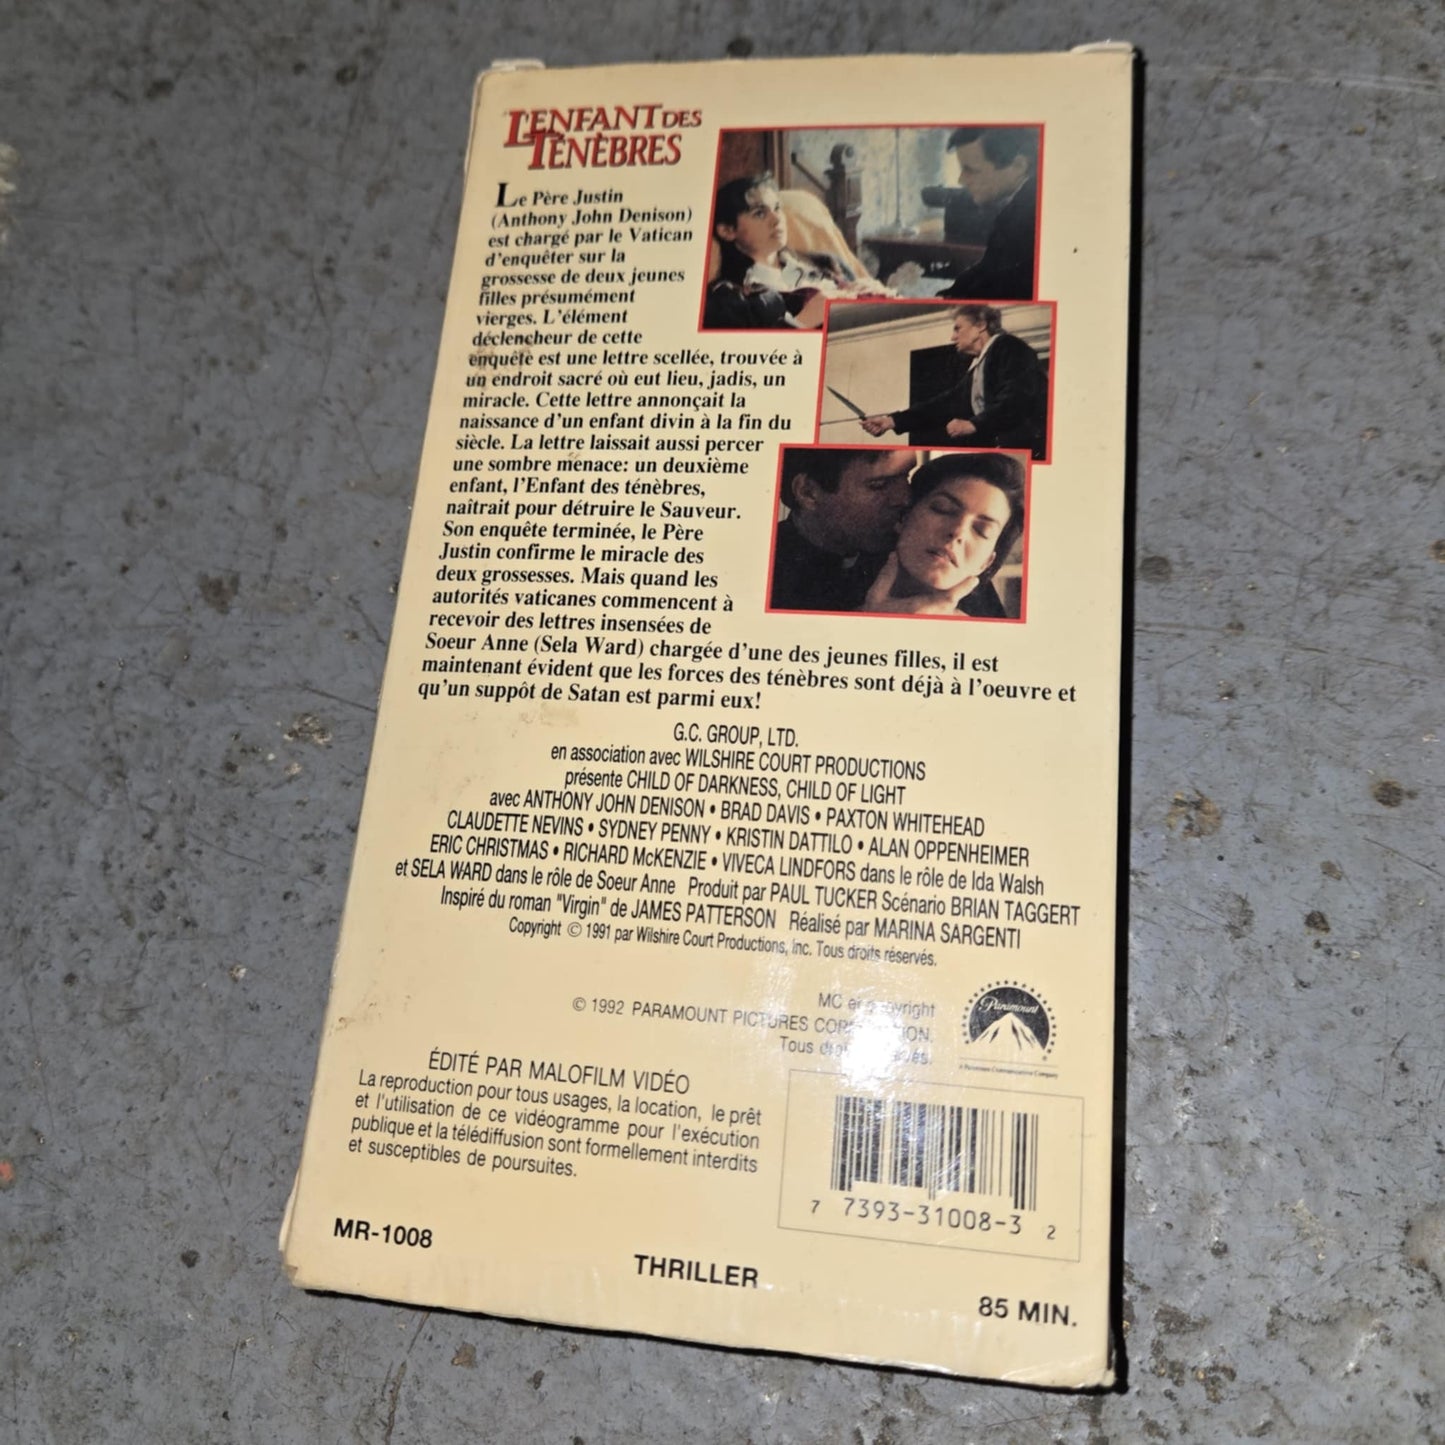 L'ENFANT DES
TÉNÈBRES
Le Père Justin
(Anthony John Denison)
est chargé par le Vatican
d'enquêter sur la
grossesse de deux jeunes
filles présumément
vierges. L'élément
déclencheur de cette
enquête est une lettre scellée, trouvée à
un endroit sacré où eut lieu, jadis, un
miracle. Cette lettre annonçait la
naissance d'un enfant divin à la fin du
siècle. La lettre laissait aussi percer
une sombre menace: un deuxième
enfant, l'Enfant des ténèbres,
naîtrait pour détruire le Sauveur.
Son enquête terminée, le Père
Justin confirme le miracle des
deux grossesses. Mais quand les
autorités vaticanes commencent à
recevoir des lettres insensées de
Soeur Anne (Sela Ward) chargée d'une des jeunes filles, il est
maintenant évident que les forces des ténèbres sont déjà à l'oeuvre et
qu'un suppôt de Satan est parmi eux!
G.C. GROUP, LTD.
en association avec WILSHIRE COURT PRODUCTIONS
présente CHILD OF DARKNESS, CHILD OF LIGHT
avec ANTHONY JOHN DENISON • BRAD DAVIS • PAXTON WHITEHEAD
CLAUDETTE NEVINS • SYDNEY PENNY • KRISTIN DATTILO • ALAN OPPENHEIMER
ERIC CHRISTMAS • RICHARD McKENZIE • VIVECA LINDFORS dans le rôle de Ida Walsh
et SELA WARD dans le rôle de Soeur Anne Produit par PAUL TUCKER Scénario BRIAN TAGGERT
Inspiré du roman "Virgin" de JAMES PATTERSON Réalisé par MARINA SARGENTI
Copyright © 1991 par Wilshire Court Productions, Inc. Tous droits réservés.
MC et copyright
© 1992 PARAMOUNT PICTURES CORPORATION.
Tous droits réservés.
Paramount
A Paramount Communications Company
ÉDITÉ PAR MALOFILM VIDÉO
La reproduction pour tous usages, la location, le prêt
et l'utilisation de ce vidéogramme pour l'exécution
publique et la télédiffusion sont formellement interdits
et susceptibles de poursuites.
7 7393-31008-3 2
MR-1008
THRILLER
85 MIN.